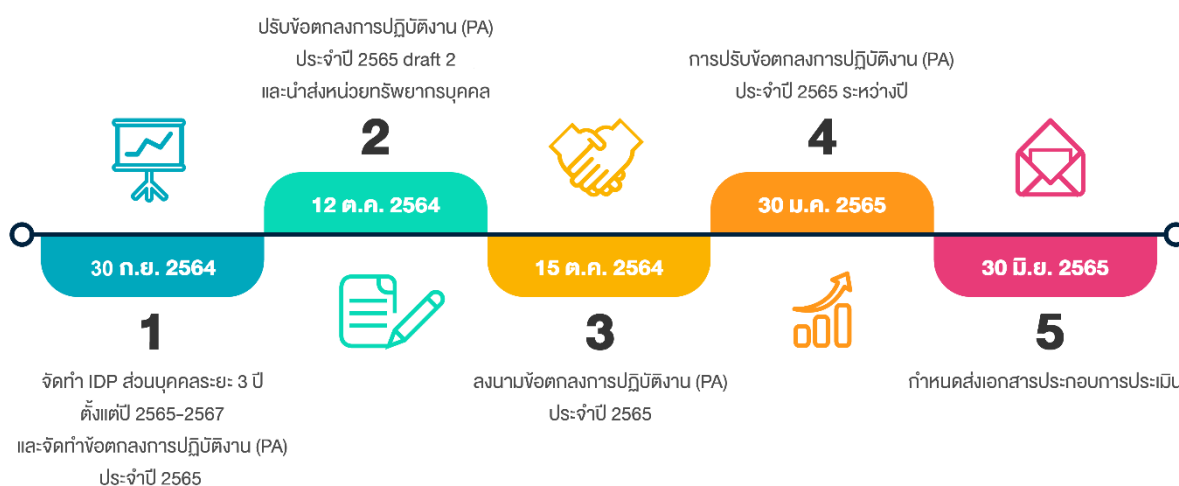 30 ก.ย. 2564
1
จัดทำ IDP ส่วนบุคคลระยะ 3 ปี
ตั้งแต่ปี 2565-2567
และจัดทำข้อตกลงการปฏิบัติงาน (PA)
ประจำปี 2565
ปรับข้อตกลงการปฏิบัติงาน (PA)
ประจำปี 2565 draft 2
และนำส่งหน่วยทรัพยากรบุคคล
2
12 ต.ค. 2564
15 ต.ค. 2564
3
ลงนามข้อตกลงการปฏิบัติงาน (PA)
ประจำปี 2565
การปรับข้อตกลงการปฏิบัติงาน (PA)
ประจำปี 2565 ระหว่างปี
4
30 ม.ค. 2565
30 มิ.ย. 2565
5
กำหนดส่งเอกสารประกอบการประเมิน